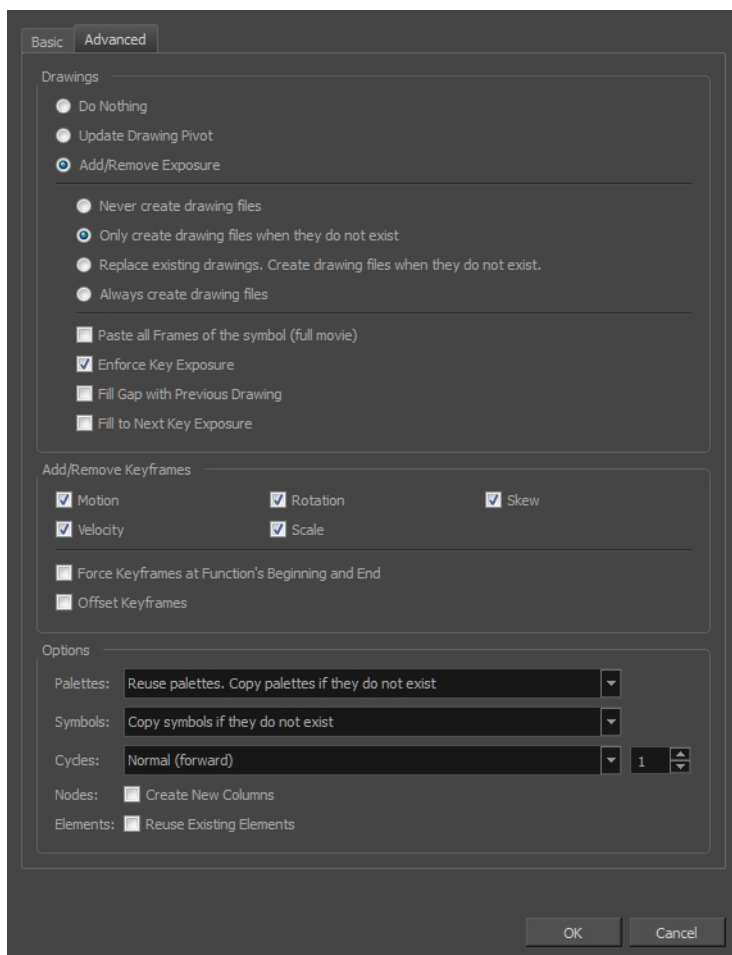 Basic Advanced
Drawings
Do Nothing
Update Drawing Pivot
Add/Remove Exposure
Never create drawing files
Only create drawing files when they do not exist
Replace existing drawings. Create drawing files when they do not exist.
Always create drawing files
Paste all Frames of the symbol (full movie)
Enforce Key Exposure
Fill Gap with Previous Drawing
Fill to Next Key Exposure
Add/Remove Keyframes
Motion Rotation Skew
Velocity Scale
Force Keyframes at Function's Beginning and End
Offset Keyframes
Options
Palettes: Reuse palettes. Copy palettes if they do not exist
Symbols: Copy symbols if they do not exist
Cycles: Normal (forward) 1
Nodes: Create New Columns
Elements: Reuse Existing Elements
OK Cancel